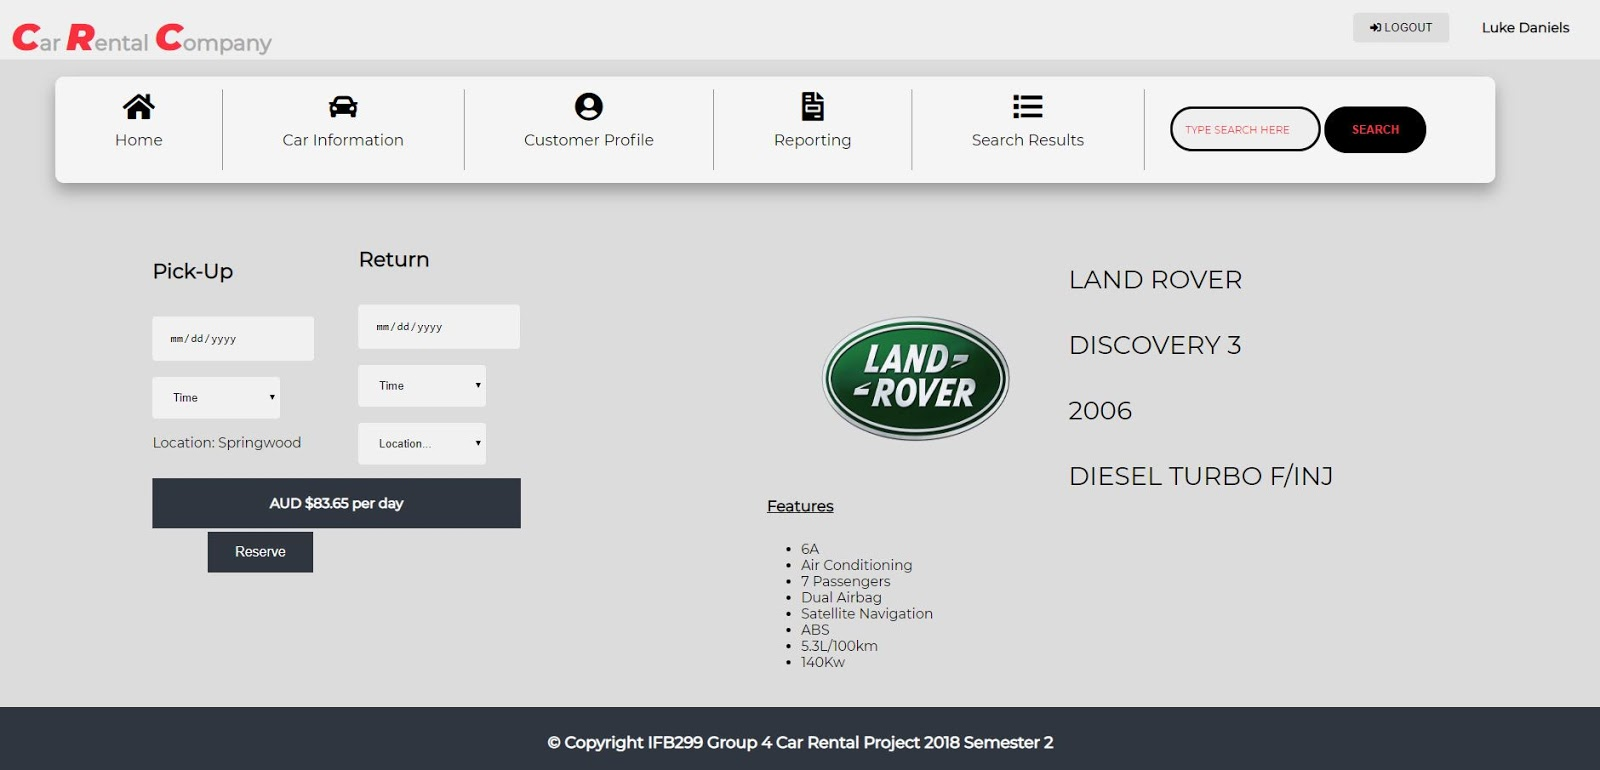 Car Rental Company
LOGOUT
Luke Daniels
Home
Car Information
Customer Profile
Reporting
Search Results
TYPE SEARCH HERE
SEARCH
Pick-Up
mm/dd/yyyy
Time
Location: Springwood
Return
mm/dd/yyyy
Time
Location...
AUD $83.65 per day
Reserve
LAND-
-ROVER
LAND ROVER
DISCOVERY 3
2006
DIESEL TURBO F/INJ
Features
6A
Air Conditioning
7 Passengers
Dual Airbag
Satellite Navigation
ABS
5.3L/100km
140Kw
© Copyright IFB299 Group 4 Car Rental Project 2018 Semester 2